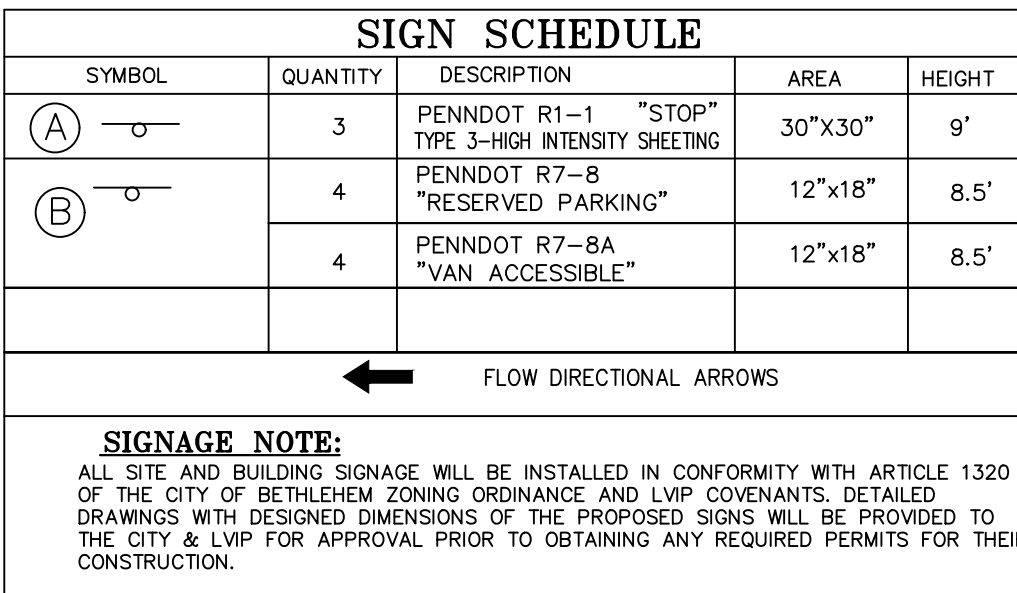 SIGN SCHEDULE
SYMBOL QUANTITY DESCRIPTION AREA HEIGHT
A 3 PENNDOT R1-1 "STOP" 30"X30" 9'
TYPE 3-HIGH INTENSITY SHEETING
B 4 PENNDOT R7-8 12"x18" 8.5'
"RESERVED PARKING"
4 PENNDOT R7-8A 12"x18" 8.5'
"VAN ACCESSIBLE"
FLOW DIRECTIONAL ARROWS
SIGNAGE NOTE:
ALL SITE AND BUILDING SIGNAGE WILL BE INSTALLED IN CONFORMITY WITH ARTICLE 1320
OF THE CITY OF BETHLEHEM ZONING ORDINANCE AND LVIP COVENANTS. DETAILED
DRAWINGS WITH DESIGNED DIMENSIONS OF THE PROPOSED SIGNS WILL BE PROVIDED TO
THE CITY & LVIP FOR APPROVAL PRIOR TO OBTAINING ANY REQUIRED PERMITS FOR THEI
CONSTRUCTION.